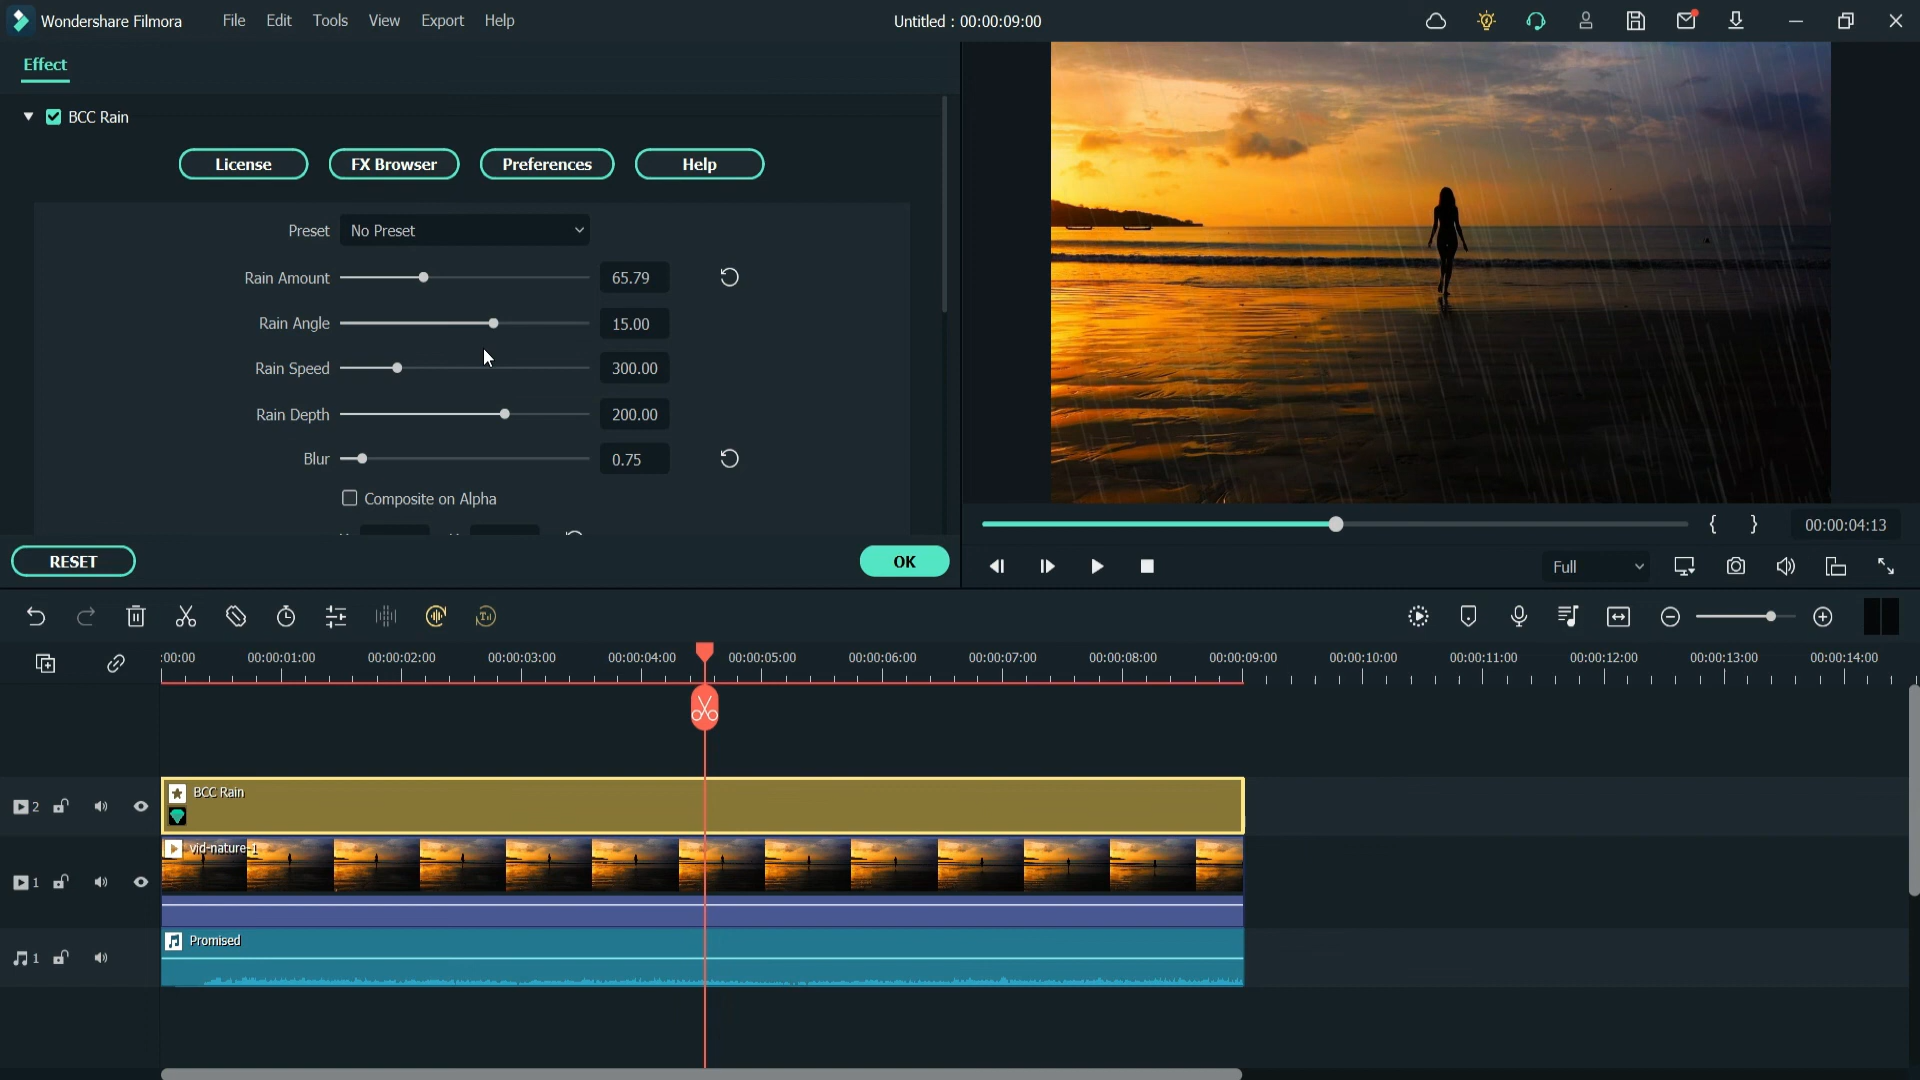 Wondershare Filmora File Edit Tools View Export Help Untitled : 00:00:09:00
Effect
BCC Rain
License FX Browser Preferences Help
Preset No Preset
Rain Amount 65.79
Rain Angle 15.00
Rain Speed 300.00
Rain Depth 200.00
Blur 0.75
Composite on Alpha
RESET OK
{ } 00:00:04:13
Full
:00:00 00:00:01:00 00:00:02:00 00:00:03:00 00:00:04:00 00:00:05:00 00:00:06:00 00:00:07:00 00:00:08:00 00:00:09:00 00:00:10:00 00:00:11:00 00:00:12:00 00:00:13:00 00:00:14:00
2 BCC Rain
vid-nature-1
1
Promised
1